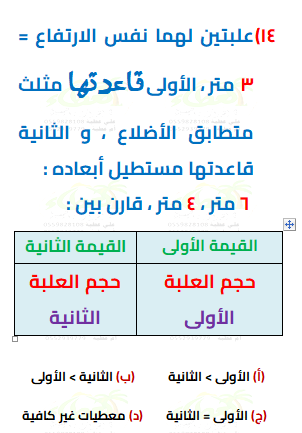 ١٤) علبتين لهما نفس الارتفاع =
٣ متر ، الأولى قاعدتها مثلث
متطابق الأضلاع ، و الثانية
قاعدتها مستطيل أبعاده :
٦ متر ، ٤ متر ، قارن بين :
القيمة الأولى القيمة الثانية
حجم العلبة حجم العلبة
الأولى الثانية
(أ) الأولى > الثانية (ب) الثانية > الأولى
(ج) الأولى = الثانية (د) معطيات غير كافية